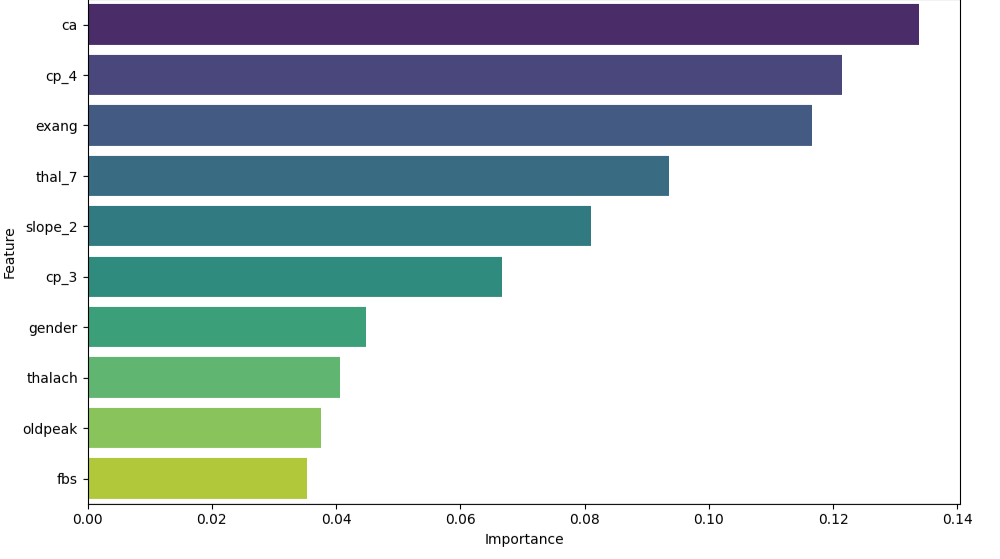 ca
cp_4
exang
thal_7
slope_2
cp_3
gender
thalach
oldpeak
fbs
Feature
0.00 0.02 0.04 0.06 0.08 0.10 0.12 0.14
Importance